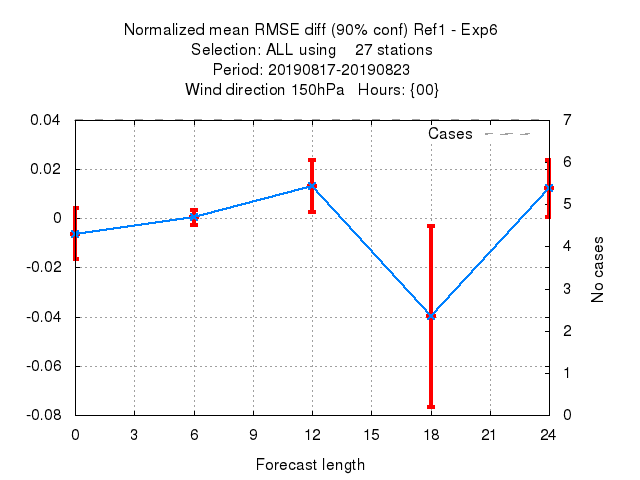 Normalized mean RMSE diff (90% conf) Ref1 - Exp6
Selection: ALL using    27 stations
Period: 20190817-20190823
Wind direction 150hPa   Hours: {00}
Cases
0.04
0.02
0
-0.02
-0.04
-0.06
-0.08
7
6
5
4
3
2
1
0
No cases
0 3 6 9 12 15 18 21 24
Forecast length